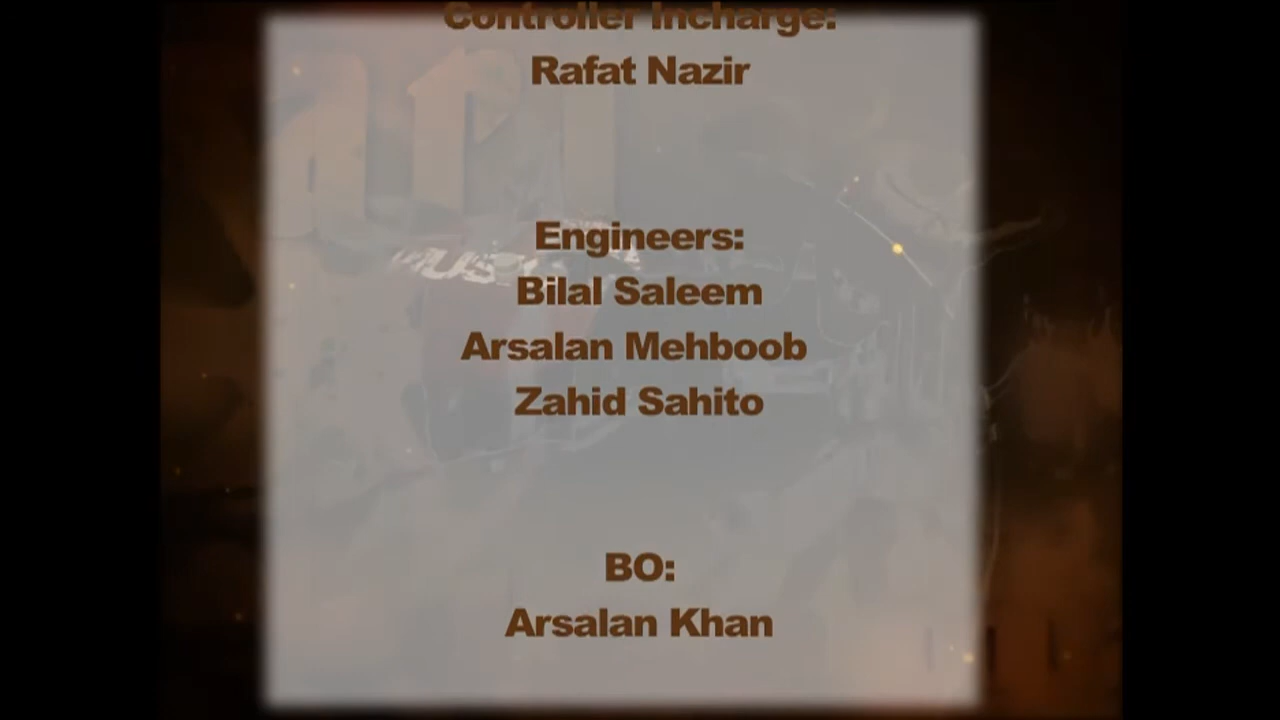 Controller Incharge:
Rafat Nazir
Engineers:
Bilal Saleem
Arsalan Mehboob
Zahid Sahito
BO:
Arsalan Khan